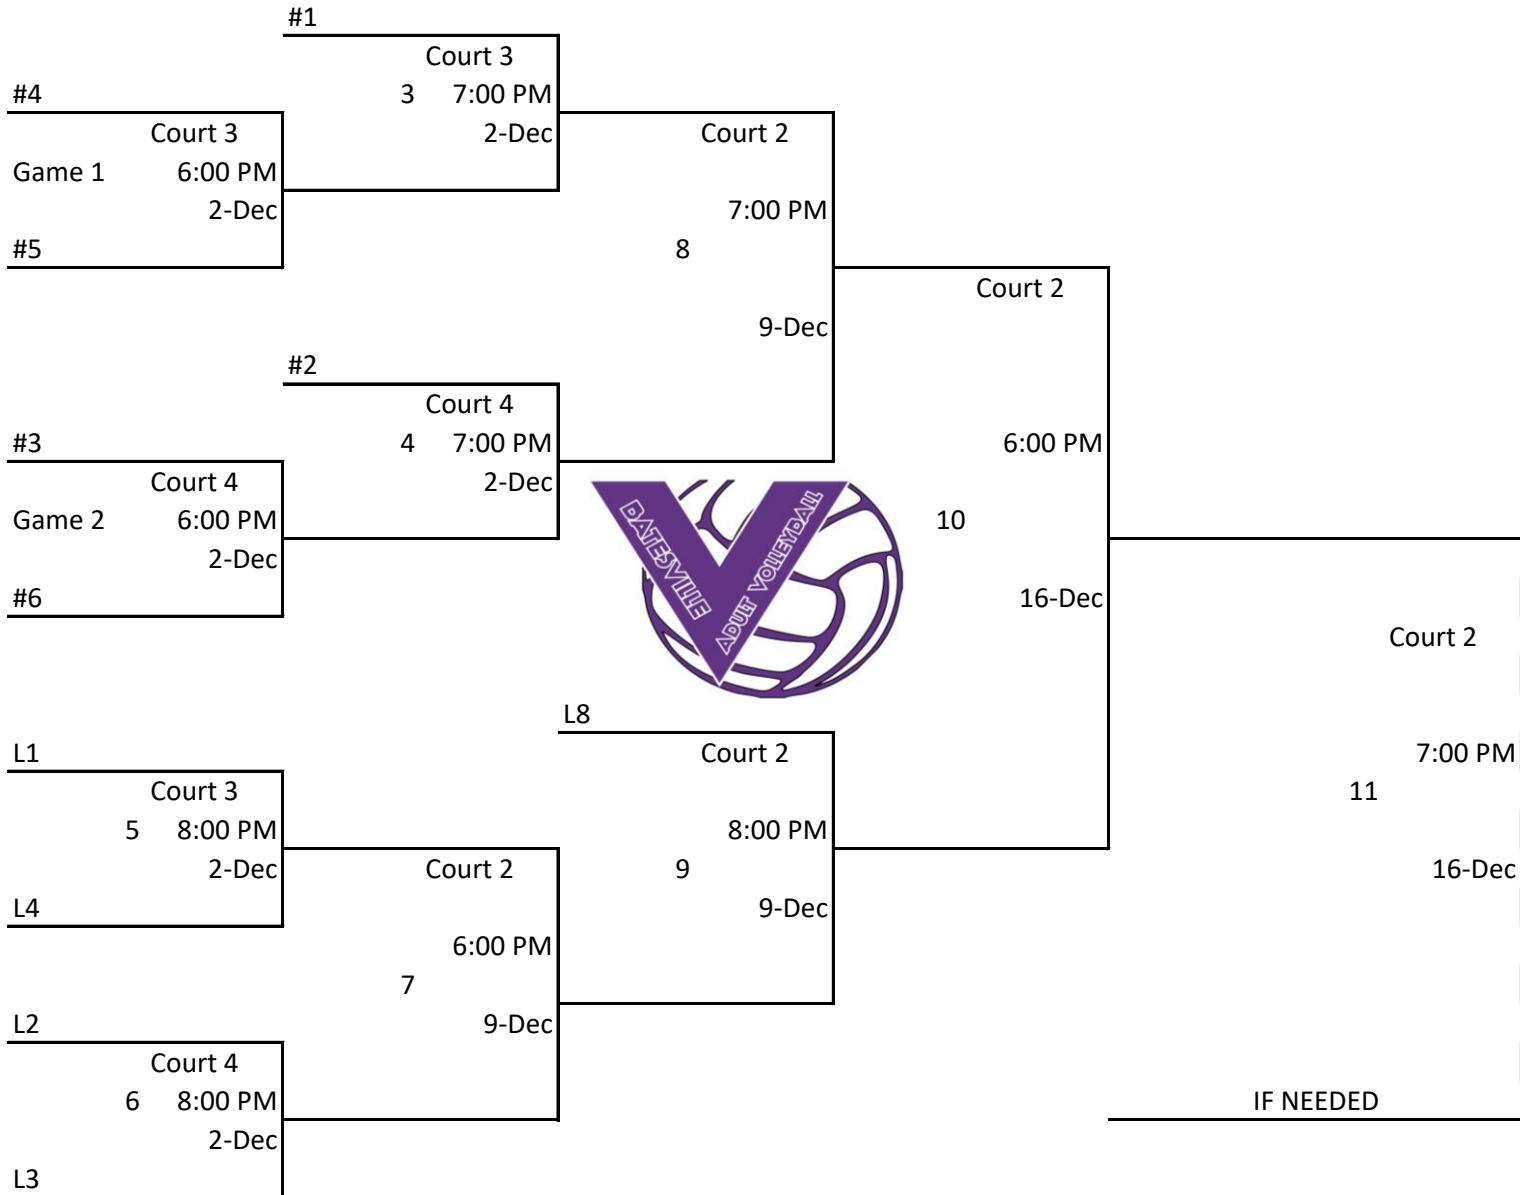 #1
Court 3
#4
3 7:00 PM
Court 3
2-Dec
Court 2
Game 1 6:00 PM
2-Dec
7:00 PM
#5
8
Court 2
9-Dec
#2
Court 4
#3
4 7:00 PM
6:00 PM
Court 4
2-Dec
BATESVILLE
ADULT VOLLEYBALL
Game 2 6:00 PM
10
2-Dec
#6
16-Dec
Court 2
L8
L1
Court 2
7:00 PM
Court 3
11
5 8:00 PM
8:00 PM
2-Dec
Court 2
9
16-Dec
L4
9-Dec
6:00 PM
7
L2
9-Dec
Court 4
6 8:00 PM
IF NEEDED
2-Dec
L3